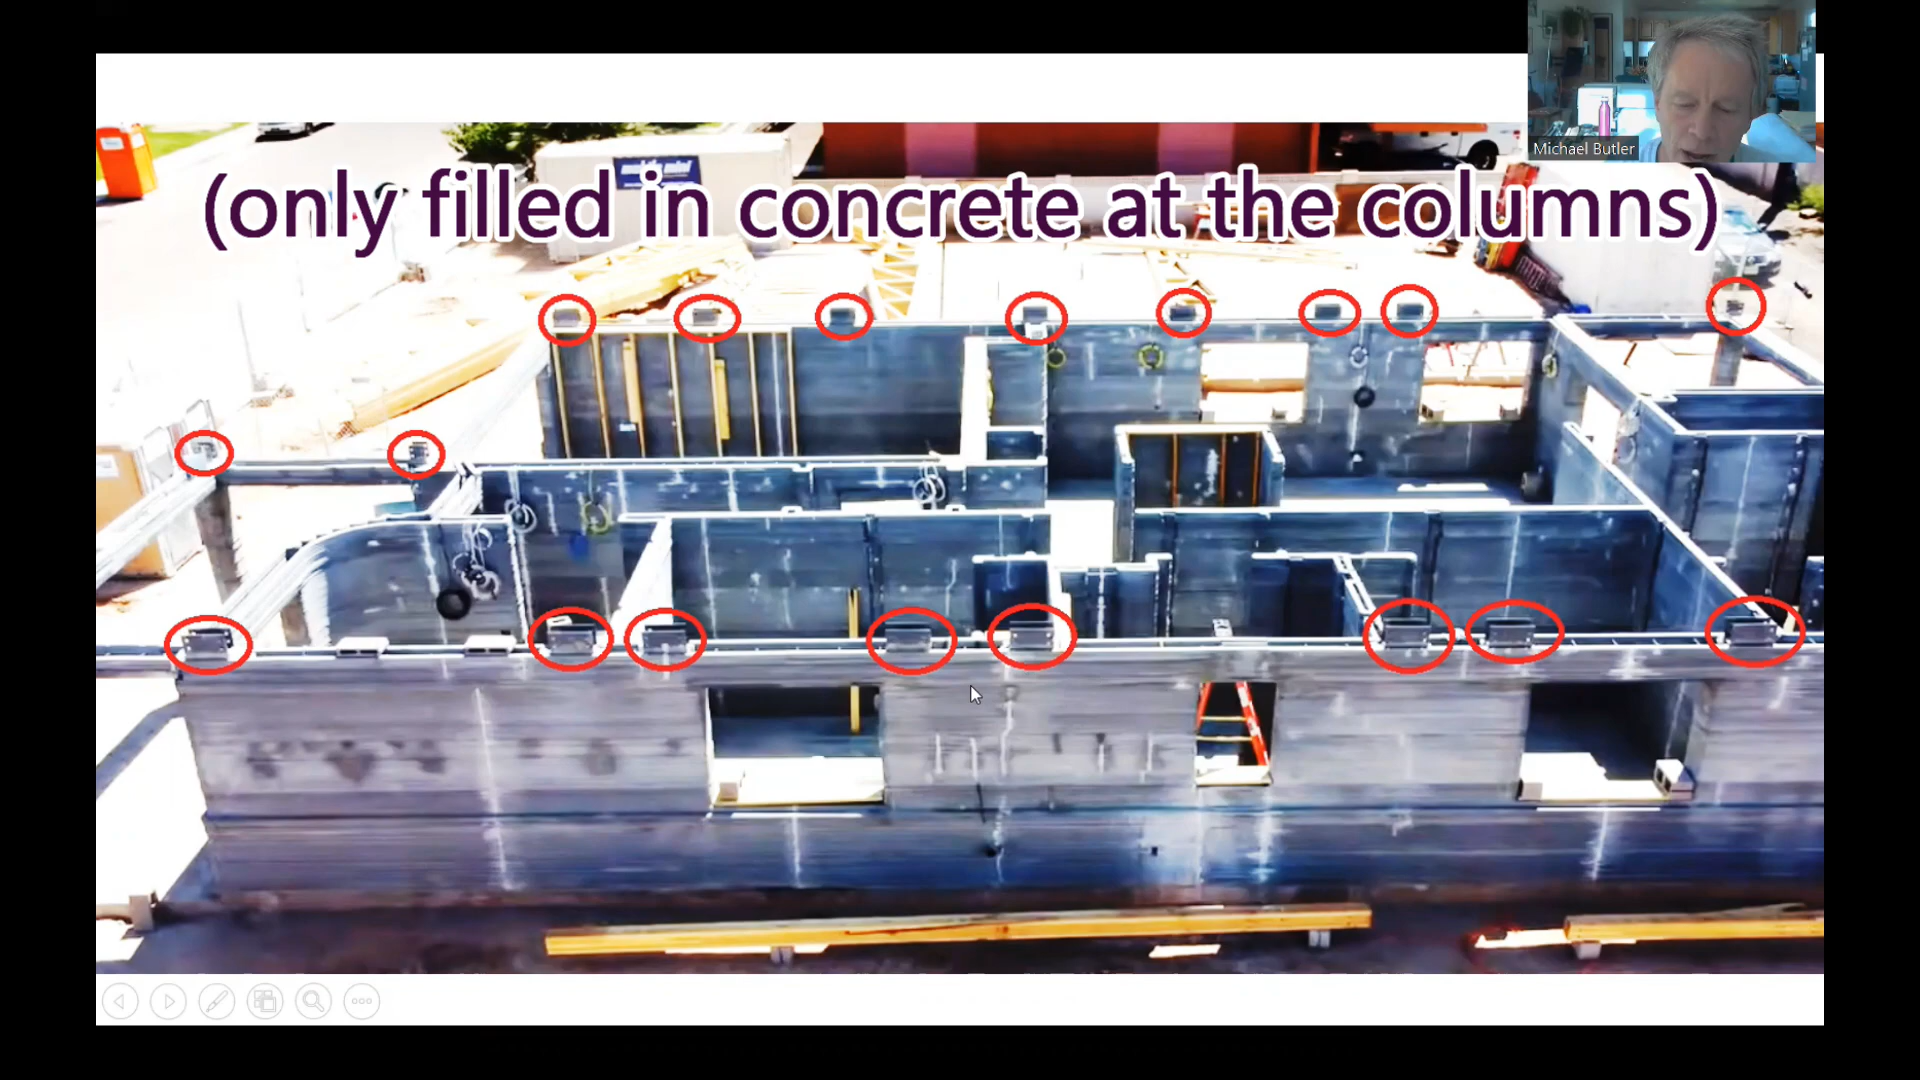 Michael Butler
(only filled in concrete at the columns)